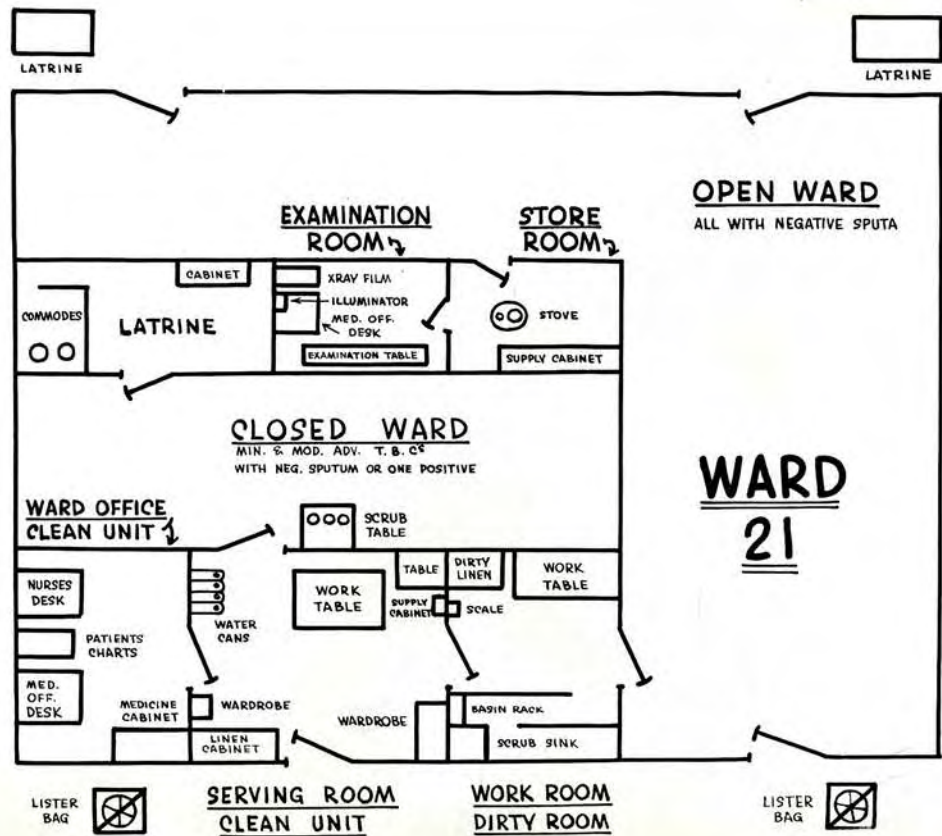 LATRINE
LATRINE
OPEN WARD
ALL WITH NEGATIVE SPUTA
EXAMINATION
ROOM
STORE
ROOM
CABINET
XRAY FILM
ILLUMINATOR
MED. OFF.
DESK
EXAMINATION TABLE
COMMODES
LATRINE
STOVE
SUPPLY CABINET
CLOSED WARD
MIN. & MOD. ADV. T. B. CS
WITH NEG. SPUTUM OR ONE POSITIVE
WARD
21
WARD OFFICE
CLEAN UNIT
SCRUB
TABLE
NURSES
DESK
PATIENTS
CHARTS
MED.
OFF.
DESK
MEDICINE
CABINET
WATER
CANS
WORK
TABLE
TABLE
DIRTY
LINEN
WORK
TABLE
SUPPLY
CABINET
SCALE
WARDROBE
LINEN
CABINET
WARDROBE
BASIN RACK
SCRUB SINK
LISTER
BAG
SERVING ROOM
CLEAN UNIT
WORK ROOM
DIRTY ROOM
LISTER
BAG